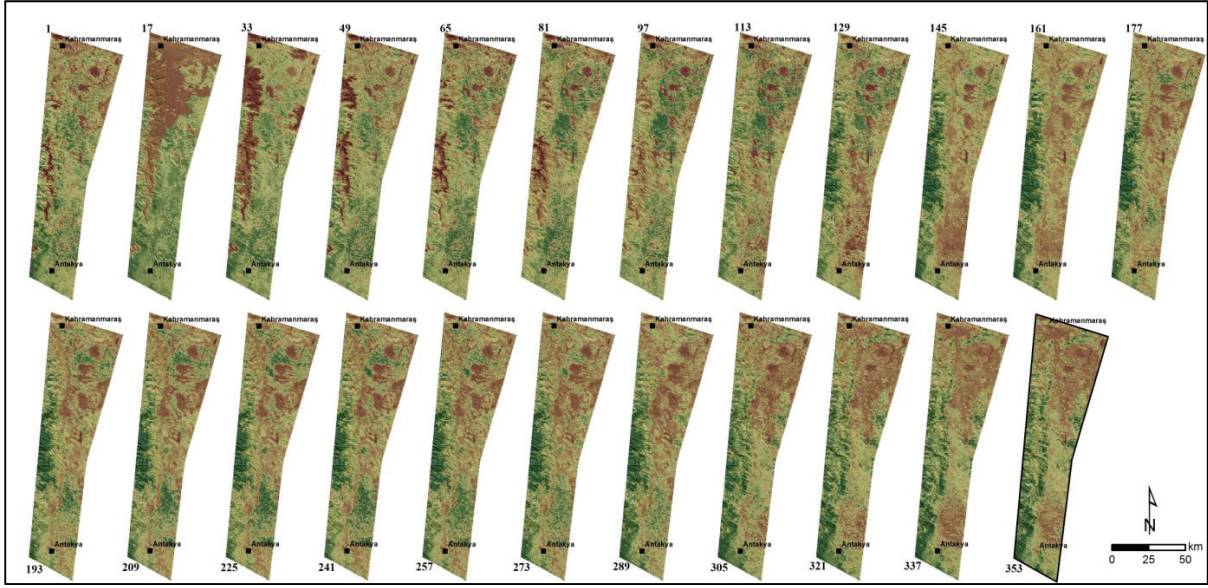 1 17 33 49 65 81 97 113 129 145 161 177
Kahramanmaraş Kahramanmaraş Kahramanmaraş Kahramanmaraş Kahramanmaraş Kahramanmaraş Kahramanmaraş Kahramanmaraş Kahramanmaraş Kahramanmaraş Kahramanmaraş Kahramanmaraş
Antakya Antakya Antakya Antakya Antakya Antakya Antakya Antakya Antakya Antakya Antakya Antakya
Kahramanmaraş Kahramanmaraş Kahramanmaraş Kahramanmaraş Kahramanmaraş Kahramanmaraş Kahramanmaraş Kahramanmaraş Kahramanmaraş Kahramanmaraş Kahramanmaraş
Antakya Antakya Antakya Antakya Antakya Antakya Antakya Antakya Antakya Antakya Antakya
193 209 225 241 257 273 289 305 321 337 353
N
km
0 25 50